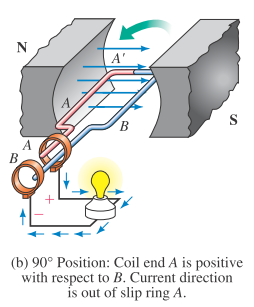 N
A'
A
B
S
A
B
+
−
(b) 90° Position: Coil end A is positive
with respect to B. Current direction
is out of slip ring A.